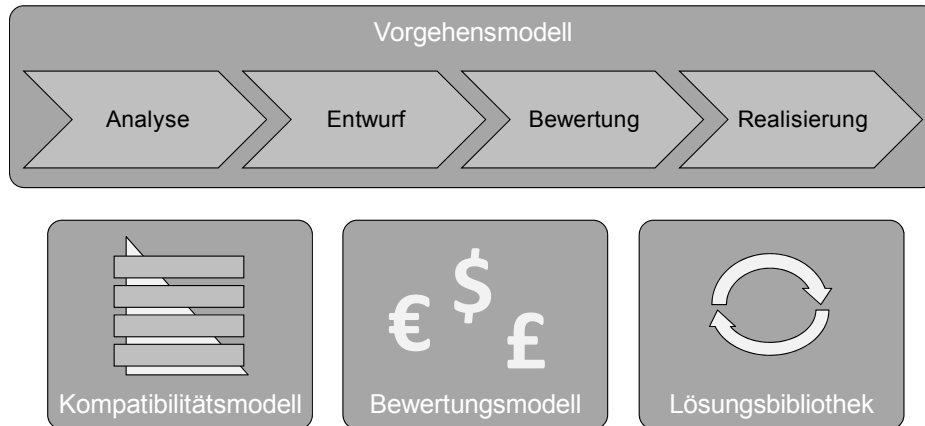 Vorgehensmodell
Analyse
Entwurf
Bewertung
Realisierung
€
$
£
Kompatibilitätsmodell
Bewertungsmodell
Lösungsbibliothek